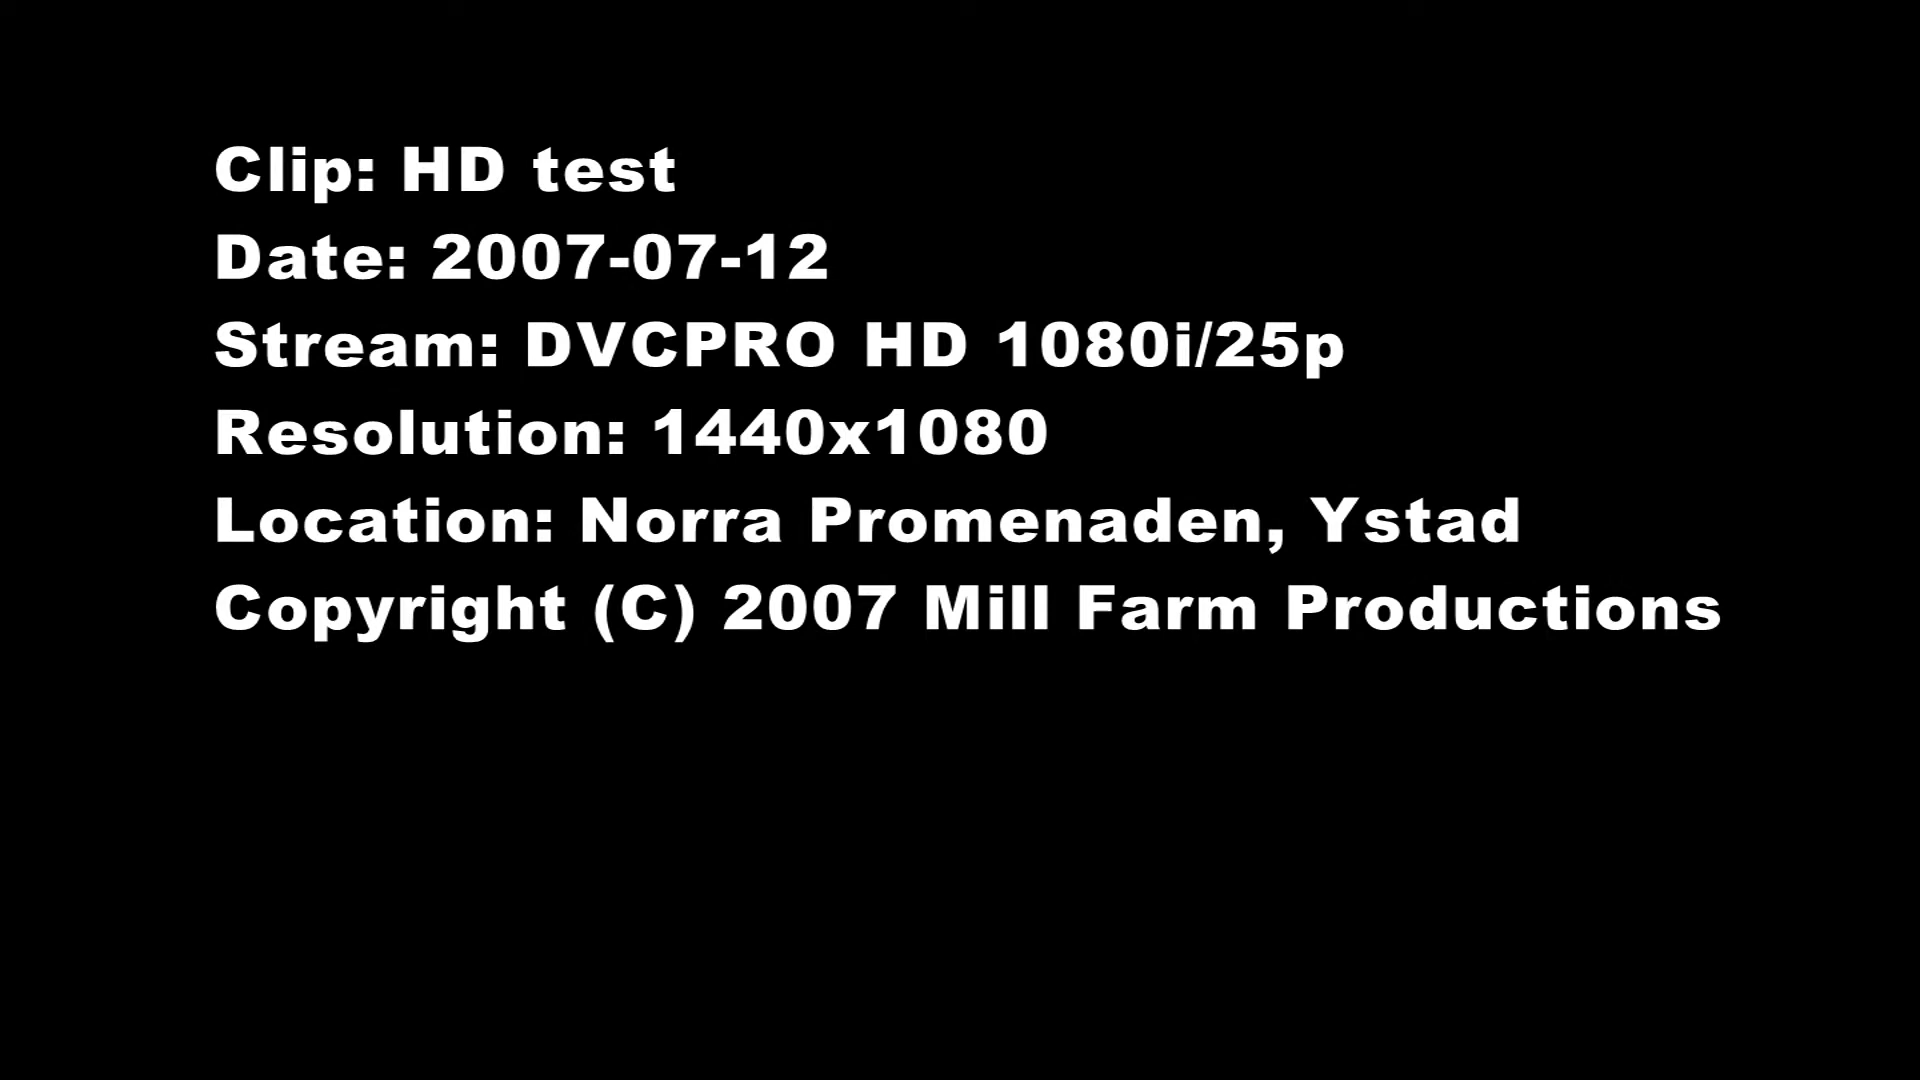 Clip: HD test
Date: 2007-07-12
Stream: DVCPRO HD 1080i/25p
Resolution: 1440x1080
Location: Norra Promenaden, Ystad
Copyright (C) 2007 Mill Farm Productions